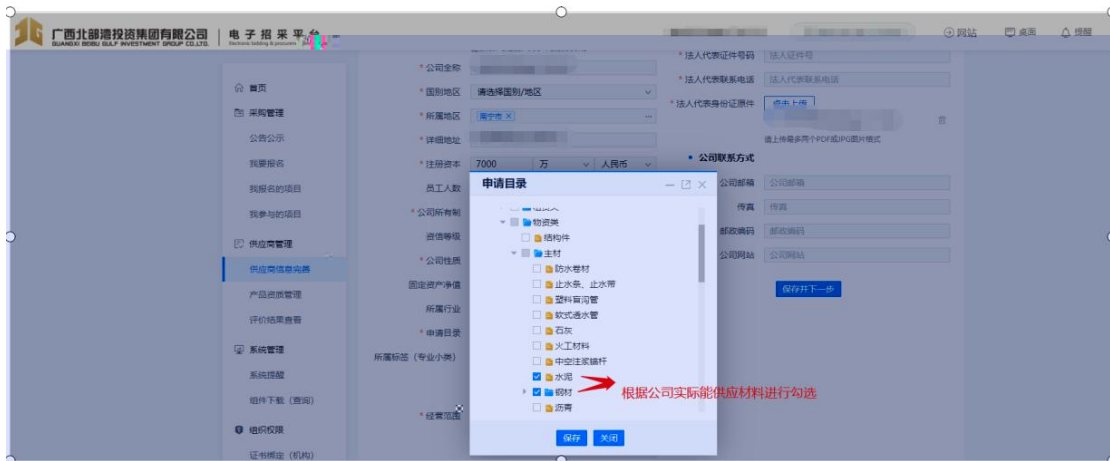 广西北部湾投资集团有限公司
GUANGXI BEIBU GULF INVESTMENT GROUP CO.,LTD.
电子招采平台
网站
桌面
提醒
首页
采购管理
公告公示
我要报名
我报名的项目
我参与的项目
供应商管理
供应商信息完善
产品资质管理
评价结果查看
系统管理
系统提醒
组件下载(查询)
组织权限
证书绑定(机构)
* 公司全称
* 国别地区 请选择国别/地区
* 所属地区 南宁市 ×
* 详细地址
* 注册资本 7000 万 人民币
员工人数
* 公司所有制
资信等级
* 公司性质
固定资产净值
所属行业
* 申请目录
所属标签(专业小类)
* 经营范围
* 法人代表证件号码 法人证件号
* 法人代表联系电话 法人代表联系电话
* 法人代表身份证原件 点击上传
请上传最多两个PDF或JPG图片格式
• 公司联系方式
公司邮箱 公司邮箱
传真 传真
邮政编码 邮政编码
公司网站 公司网站
保存并下一步
申请目录
物资类
结构件
主材
防水卷材
止水条、止水带
塑料盲沟管
软式透水管
石灰
火工材料
中空注浆锚杆
水泥
钢材
沥青
根据公司实际能供应材料进行勾选
保存 关闭